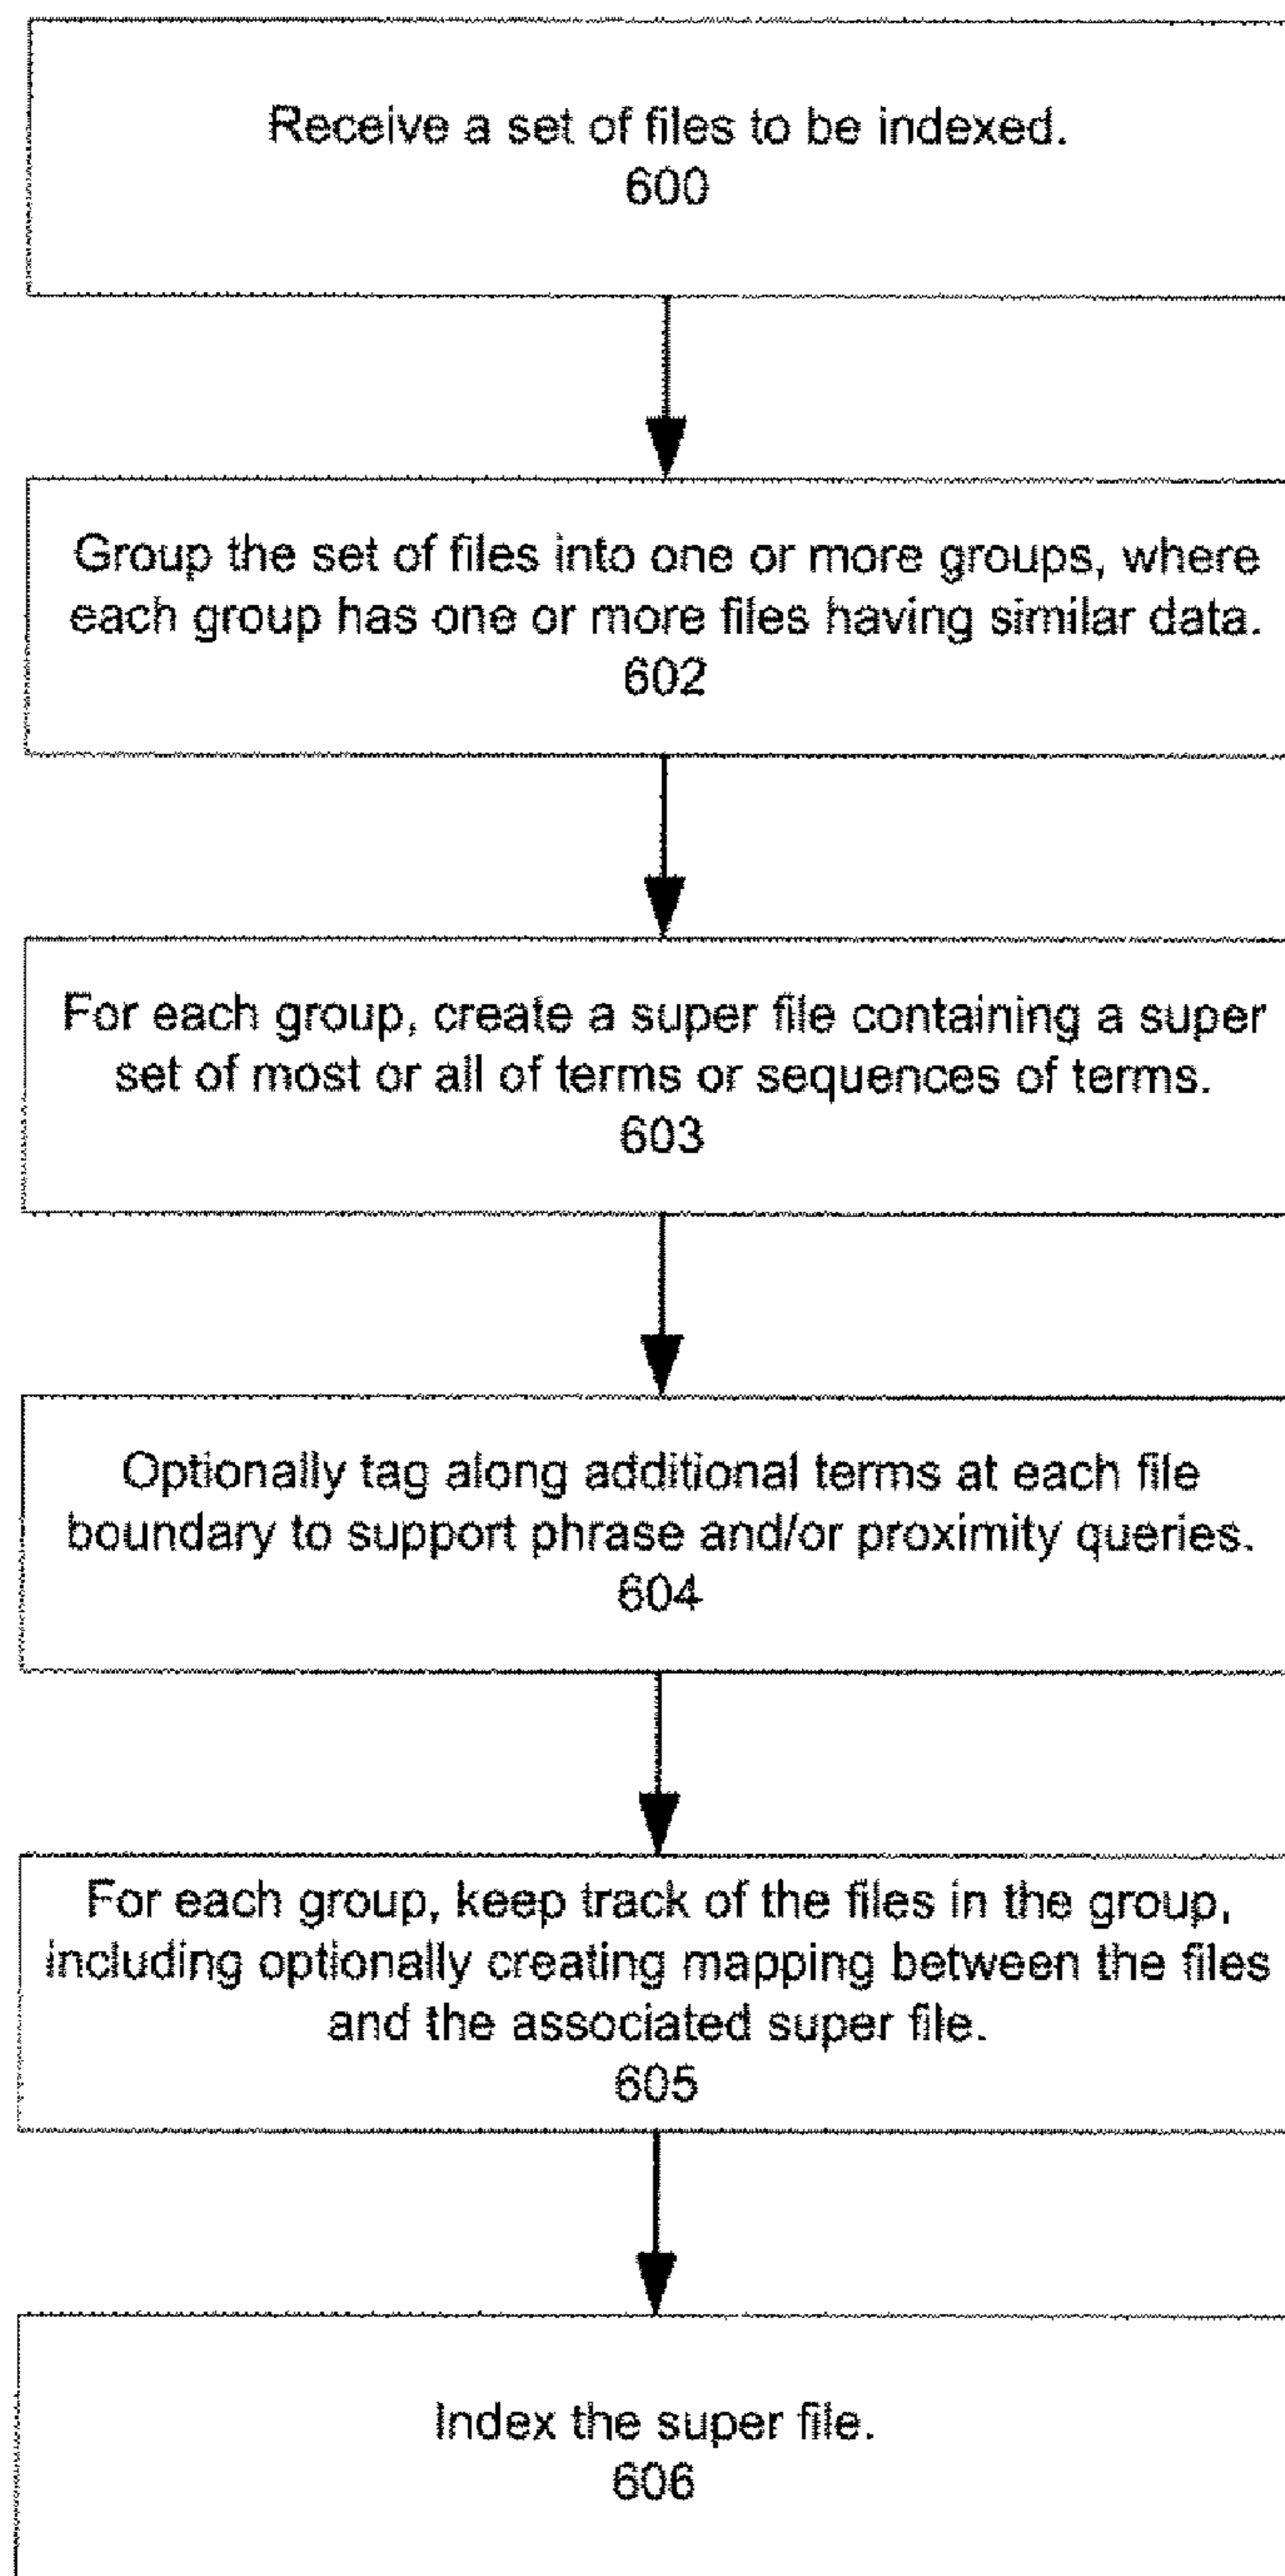 Receive a set of files to be indexed.
600
Group the set of files into one or more groups, where
each group has one or more files having similar data.
602
For each group, create a super file containing a super
set of most or all of terms or sequences of terms.
603
Optionally tag along additional terms at each file
boundary to support phrase and/or proximity queries.
604
For each group, keep track of the files in the group,
including optionally creating mapping between the files
and the associated super file.
605
Index the super file.
606